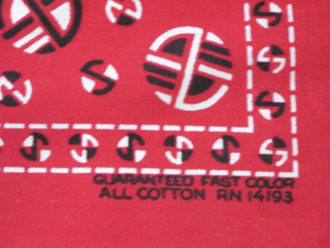 GUARANTEED FAST COLOR
ALL COTTON RN 14193